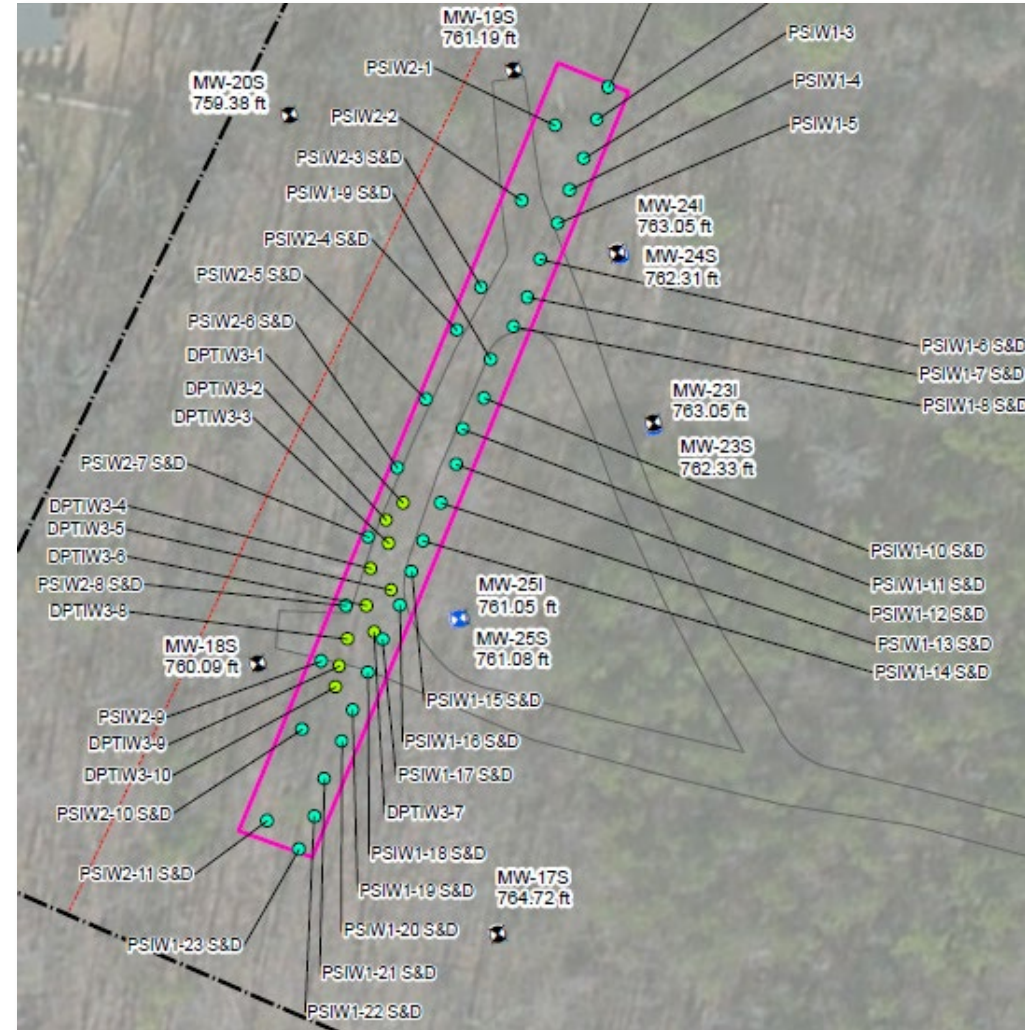 MW-19S
761.19 ft
PSIW1-3
PSIW2-1
MW-20S
759.38 ft
PSIW1-4
PSIW2-2
PSIW1-5
PSIW2-3 S&D
PSIW1-9 S&D
MW-24I
763.05 ft
PSIW2-4 S&D
MW-24S
762.31 ft
PSIW2-5 S&D
PSIW2-6 S&D
PSIW1-6 S&D
DPTIW3-1
PSIW1-7 S&D
DPTIW3-2
MW-23I
763.05 ft
PSIW1-8 S&D
DPTIW3-3
MW-23S
762.33 ft
PSIW2-7 S&D
DPTIW3-4
DPTIW3-5
PSIW1-10 S&D
DPTIW3-6
PSIW2-8 S&D
MW-25I
761.05 ft
PSIW1-11 S&D
DPTIW3-8
PSIW1-12 S&D
MW-25S
761.08 ft
MW-18S
760.09 ft
PSIW1-13 S&D
PSIW1-14 S&D
PSIW1-15 S&D
PSIW2-9
DPTIW3-9
PSIW1-16 S&D
DPTIW3-10
PSIW1-17 S&D
PSIW2-10 S&D
DPTIW3-7
PSIW1-18 S&D
PSIW2-11 S&D
PSIW1-19 S&D
MW-17S
764.72 ft
PSIW1-20 S&D
PSIW1-23 S&D
PSIW1-21 S&D
PSIW1-22 S&D